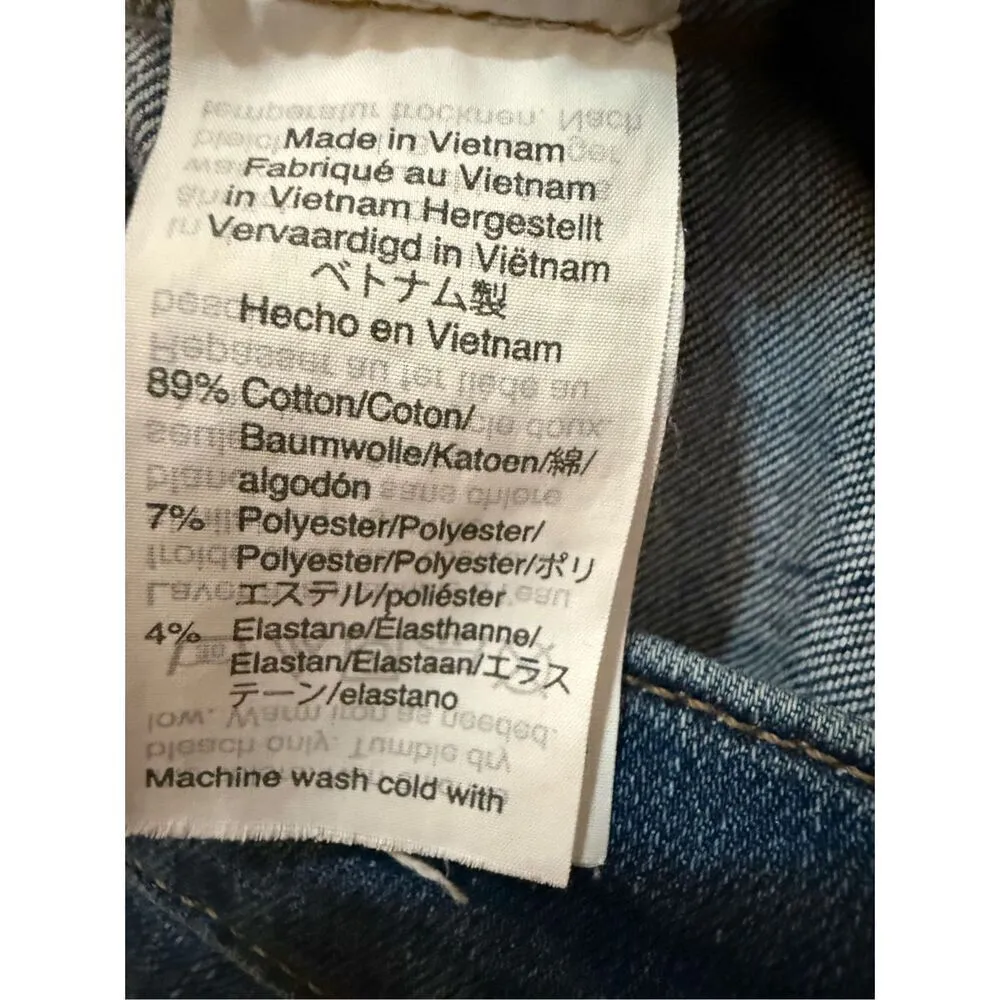 Made in Vietnam
Fabriqué au Vietnam
in Vietnam Hergestellt
Vervaardigd in Viëtnam
ベトナム製
Hecho en Vietnam
89% Cotton/Coton/
Baumwolle/Katoen/綿/
algodón
7% Polyester/Polyester/
Polyester/Polyester/ポリ
エステル/poliéster
4% Elastane/Élasthanne/
Elastan/Elastaan/エラス
テーン/elastano
Machine wash cold with